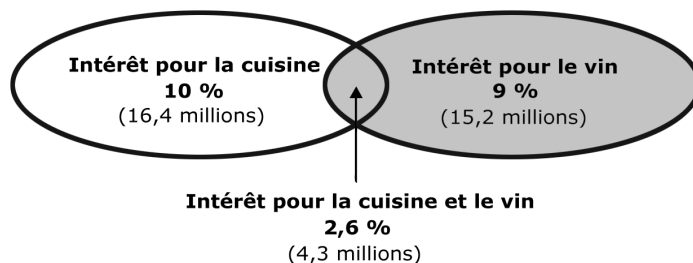 Intérêt pour la cuisine
10 %
(16,4 millions)
Intérêt pour le vin
9 %
(15,2 millions)
Intérêt pour la cuisine et le vin
2,6 %
(4,3 millions)